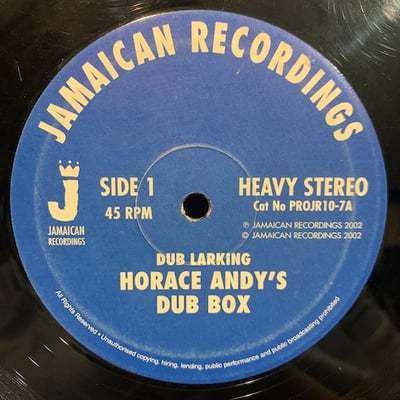 JAMAICAN RECORDINGS
J
JAMAICAN
RECORDINGS
SIDE 1
45 RPM
HEAVY STEREO
Cat No PROJR10-7A
℗ JAMAICAN RECORDINGS 2002
© JAMAICAN RECORDINGS 2002
DUB LARKING
HORACE ANDY'S
DUB BOX
All Rights Reserved • Unauthorised copying, hiring, lending, public performance and public broadcasting prohibited